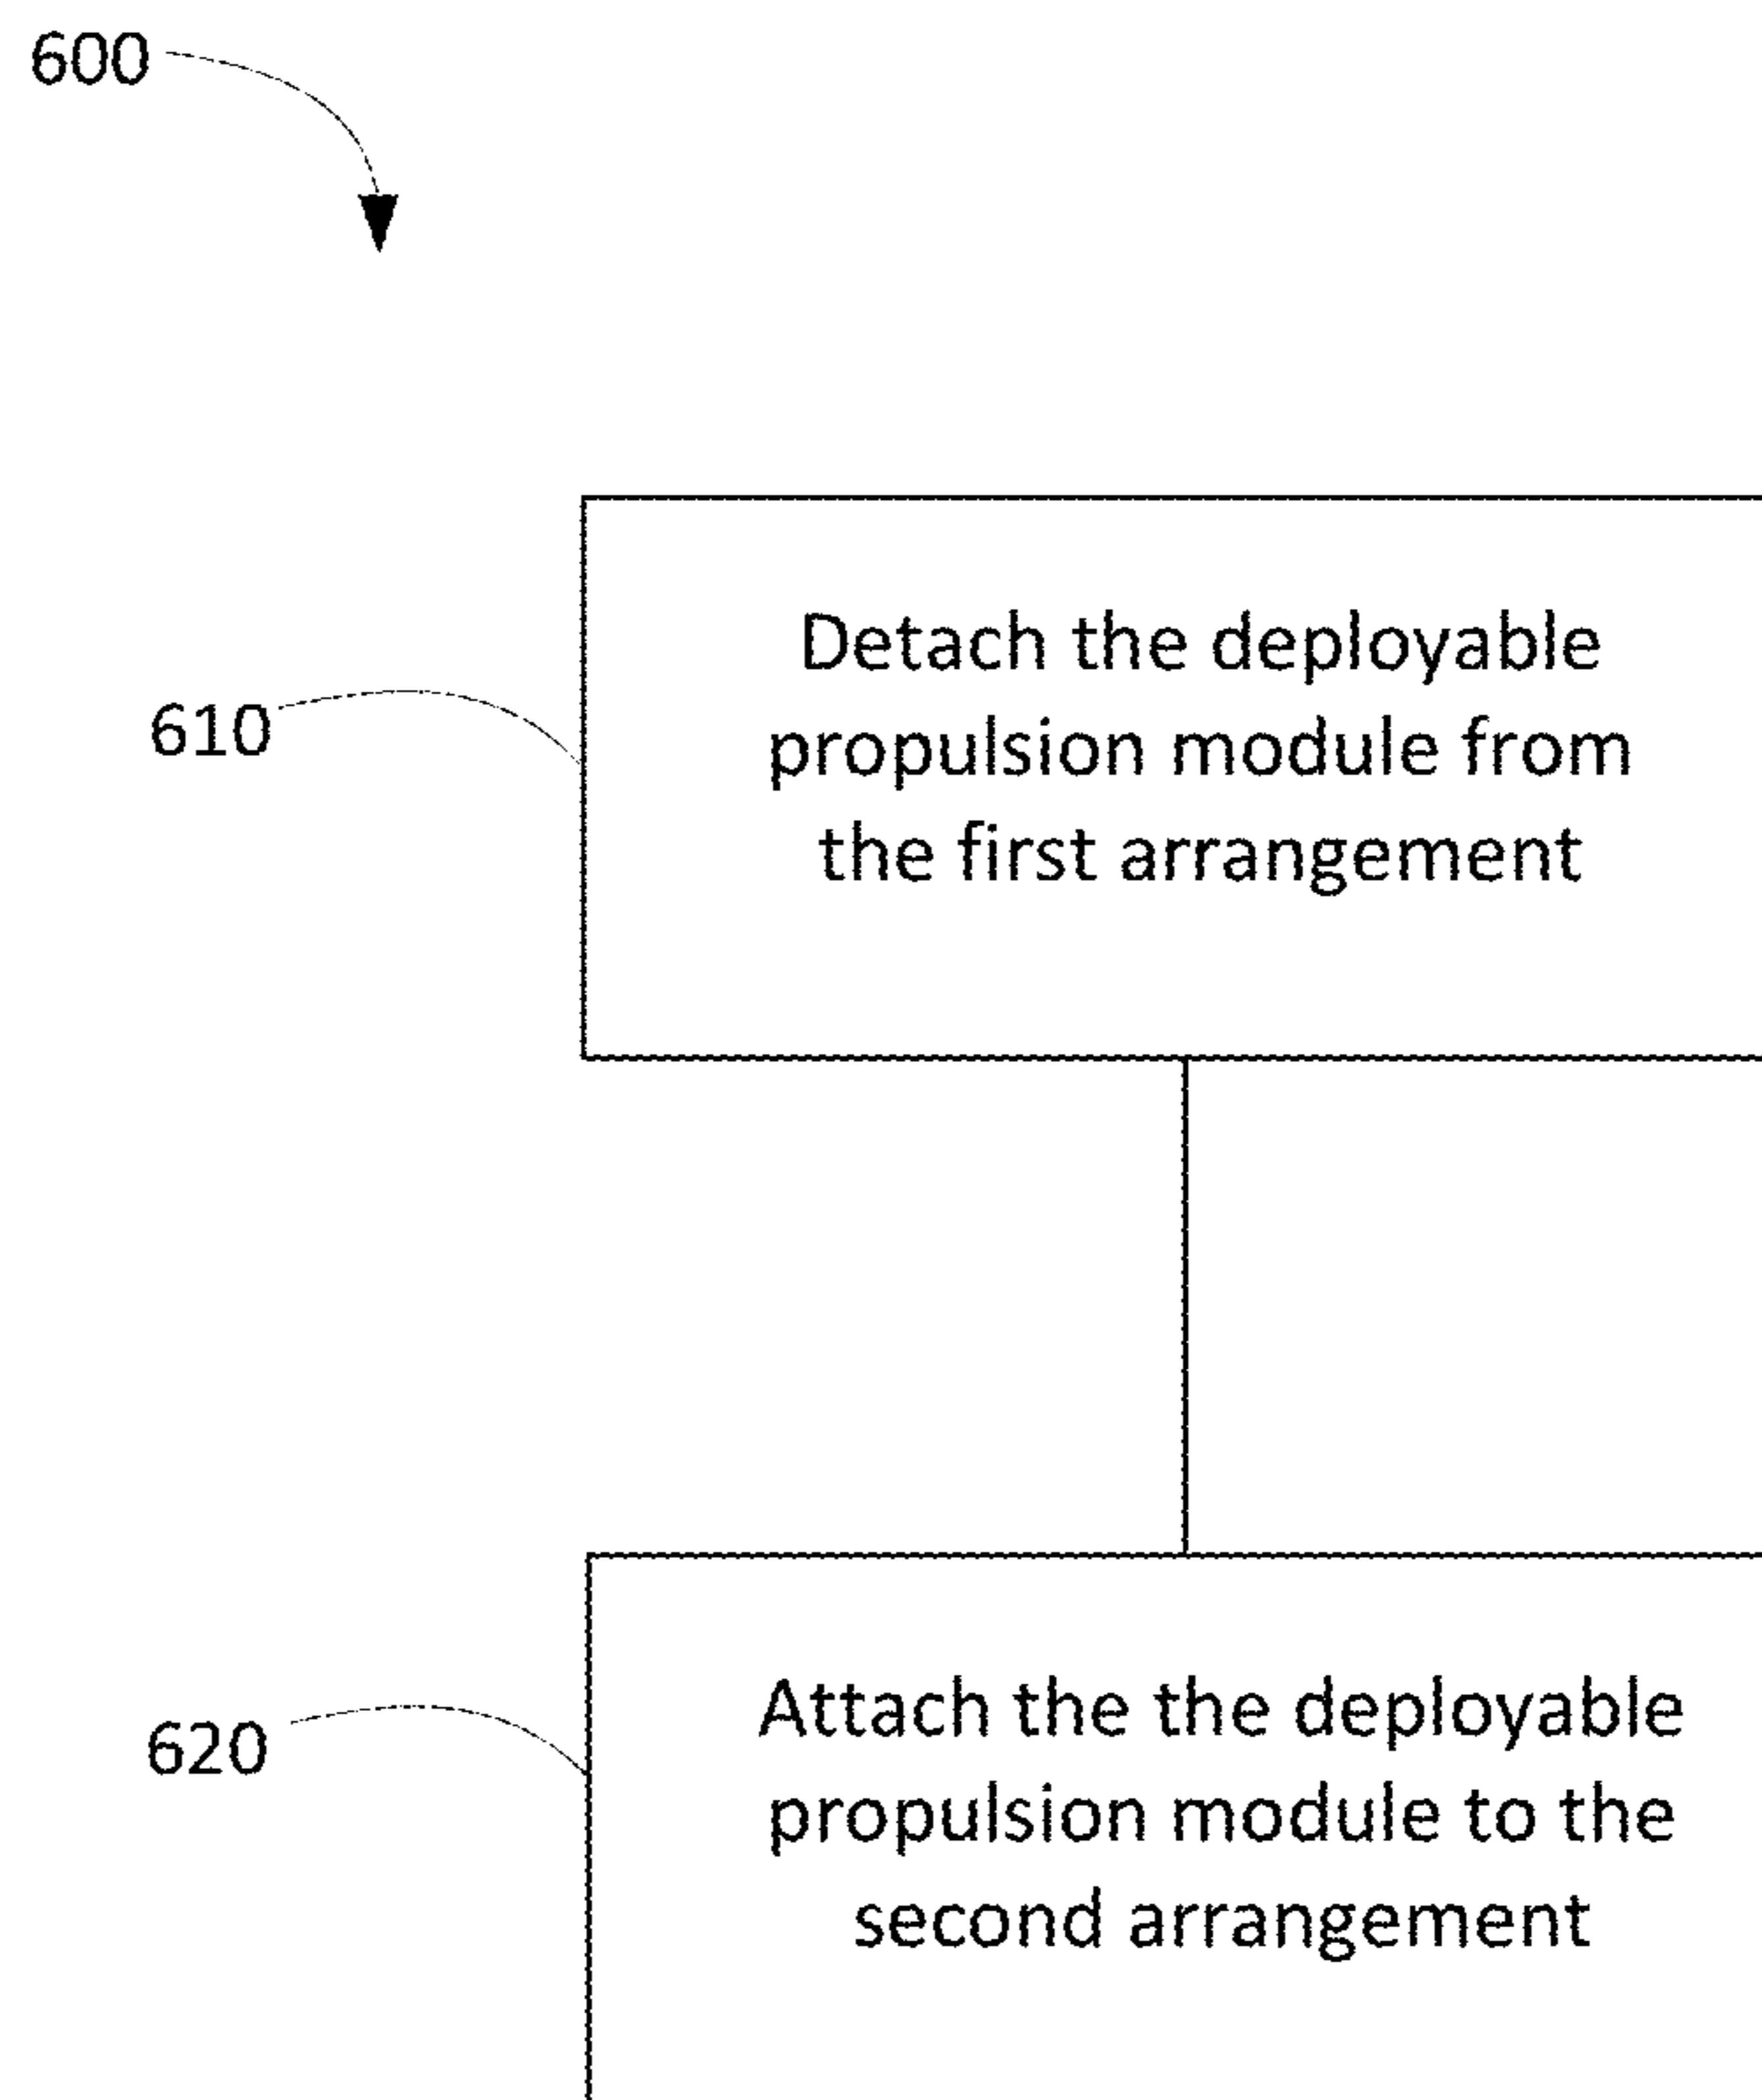 600
610
Detach the deployable
propulsion module from
the first arrangement
620
Attach the the deployable
propulsion module to the
second arrangement